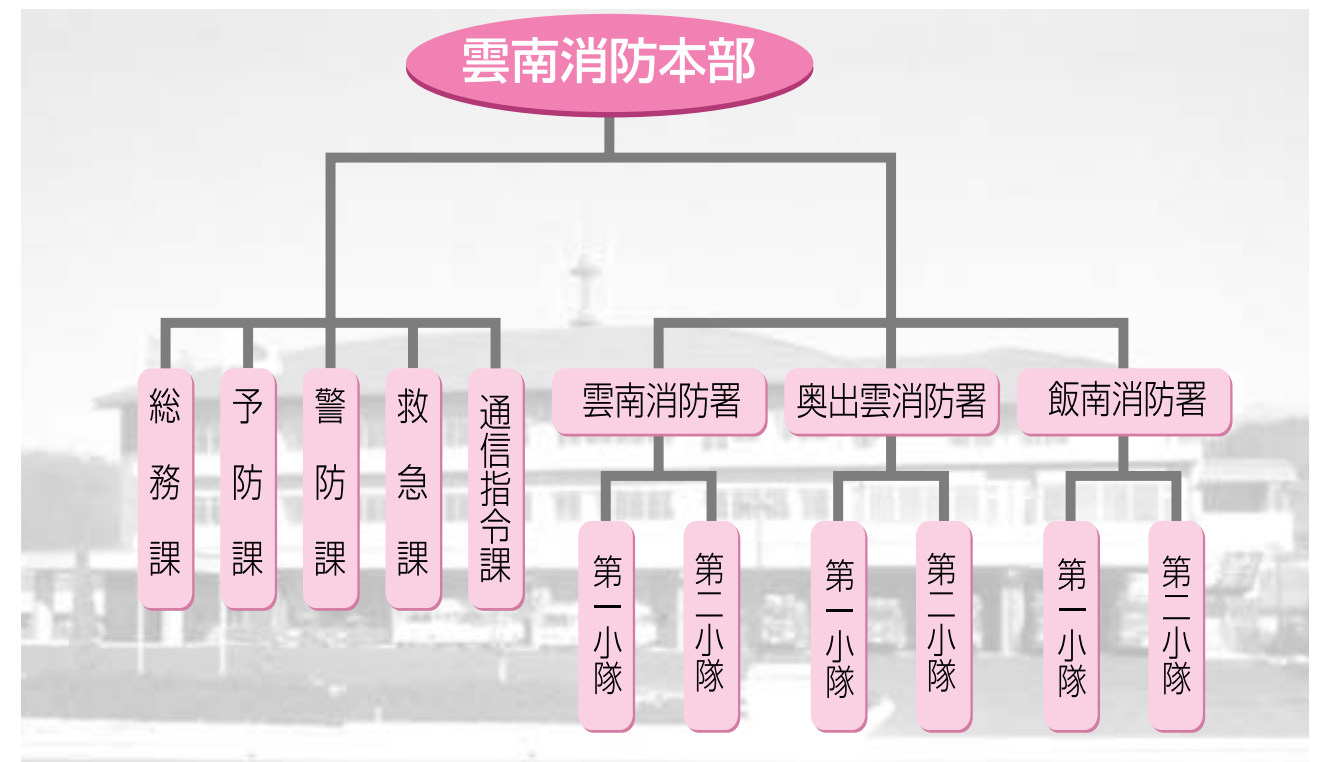 雲南消防本部
総務課
予防課
警防課
救急課
通信指令課
雲南消防署
奥出雲消防署
飯南消防署
第一小隊
第二小隊
第一小隊
第二小隊
第一小隊
第二小隊